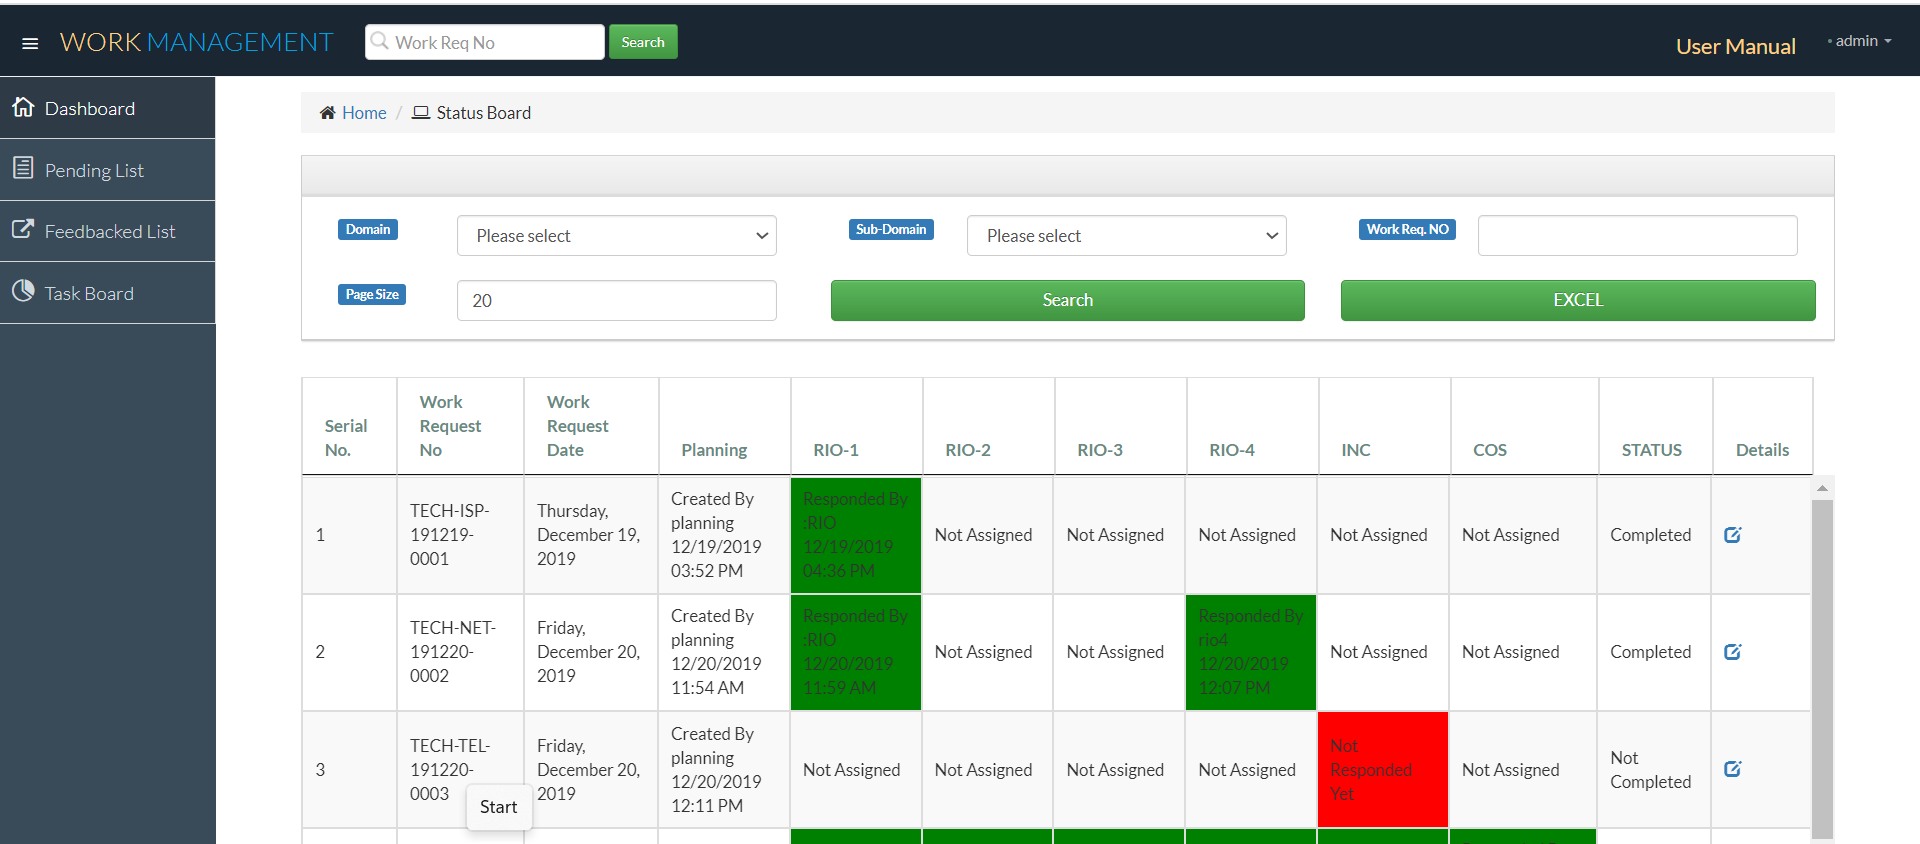 WORK MANAGEMENT
Work Req No
Search
User Manual
admin
Dashboard
Pending List
Feedbacked List
Task Board
Home / Status Board
Domain
Please select
Sub-Domain
Please select
Work Req. NO
Page Size
20
Search
EXCEL
Serial
No.
Work
Request
No
Work
Request
Date
Planning
RIO-1
RIO-2
RIO-3
RIO-4
INC
COS
STATUS
Details
1
TECH-ISP-
191219-
0001
Thursday,
December 19,
2019
Created By
planning
12/19/2019
03:52 PM
Responded By
:RIO
12/19/2019
04:36 PM
Not Assigned
Not Assigned
Not Assigned
Not Assigned
Not Assigned
Completed
2
TECH-NET-
191220-
0002
Friday,
December 20,
2019
Created By
planning
12/20/2019
11:54 AM
Responded By
:RIO
12/20/2019
11:59 AM
Not Assigned
Not Assigned
Responded By
rio4
12/20/2019
12:07 PM
Not Assigned
Not Assigned
Completed
3
TECH-TEL-
191220-
0003
Friday,
December 20,
2019
Created By
planning
12/20/2019
12:11 PM
Not Assigned
Not Assigned
Not Assigned
Not Assigned
Not
Responded
Yet
Not Assigned
Not
Completed
Start